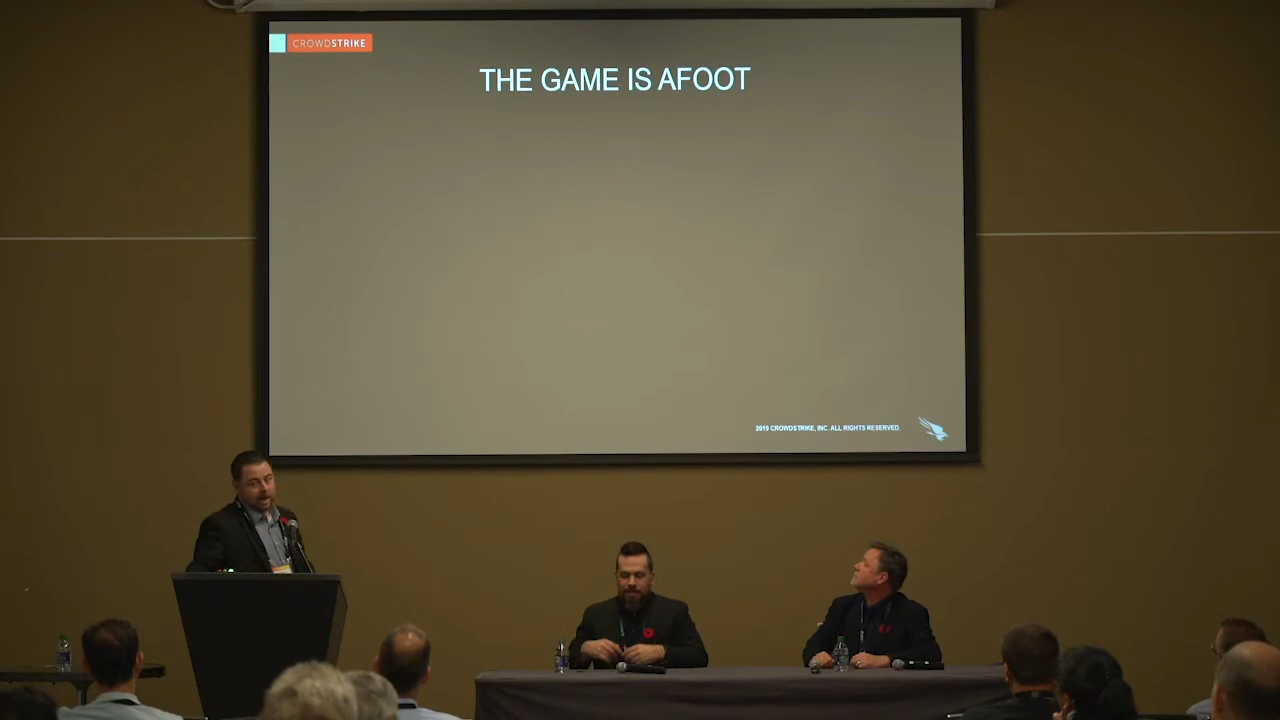 CROWDSTRIKE
THE GAME IS AFOOT
2019 CROWDSTRIKE, INC. ALL RIGHTS RESERVED.